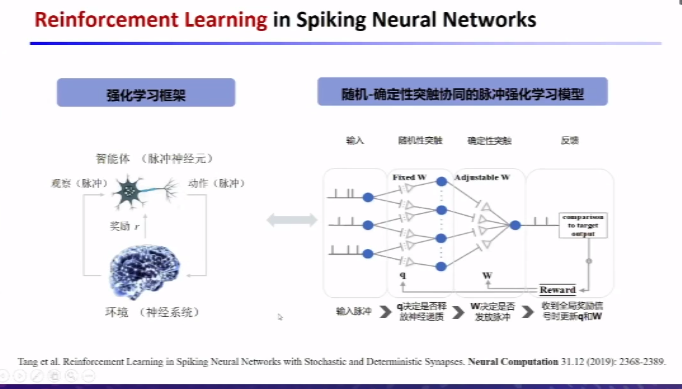 Reinforcement Learning in Spiking Neural Networks
强化学习框架
随机-确定性突触协同的脉冲强化学习模型
智能体 （脉冲神经元）
观察（脉冲）
动作（脉冲）
奖励 r
环境 （神经系统）
输入
随机性突触
确定性突触
反馈
Fixed W
Adjustable W
comparison
to target
output
q
W
Reward
输入脉冲
q决定是否释
放神经递质
W决定是否
发放脉冲
收到全局奖励信
号时更新q和W
Tang et al. Reinforcement Learning in Spiking Neural Networks with Stochastic and Deterministic Synapses. Neural Computation 31.12 (2019): 2368-2389.